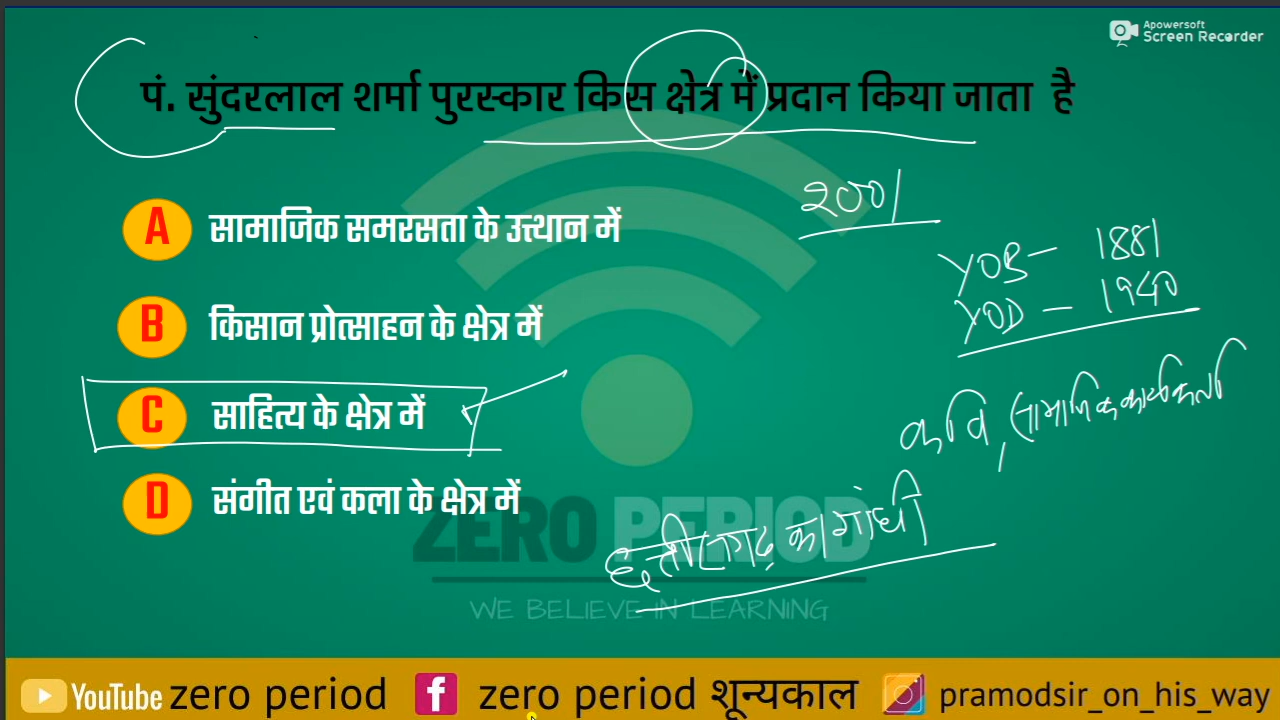 Apowersoft
Screen Recorder
पं. सुंदरलाल शर्मा पुरस्कार किस क्षेत्र में प्रदान किया जाता है
A सामाजिक समरसता के उत्थान में
B किसान प्रोत्साहन के क्षेत्र में
C साहित्य के क्षेत्र में
D संगीत एवं कला के क्षेत्र में
२००1
YOB - 1881
YOD - 1940
कवि, सामाजिक कार्यकर्ता
छत्तीसगढ़ का गांधी
ZERO PERIOD
WE BELIEVE IN LEARNING
YouTube zero period f zero period शून्यकाल pramodsir_on_his_way